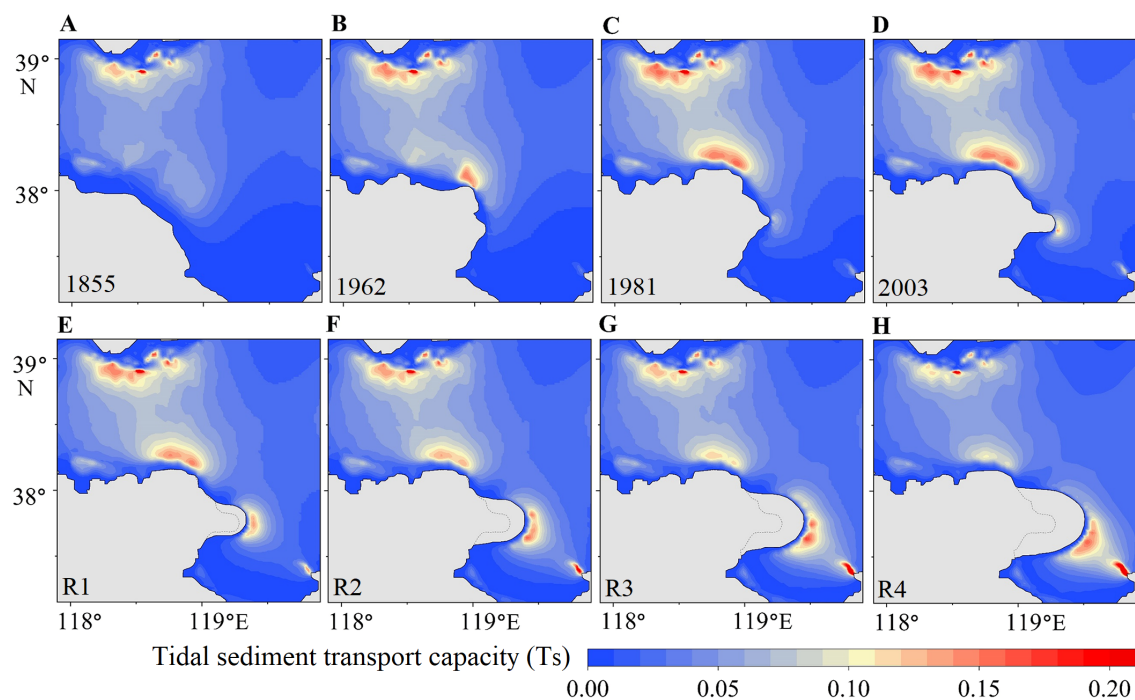 A B C D
39°
N
38°
1855 1962 1981 2003
E F G H
39°
N
38°
R1 R2 R3 R4
118° 119°E 118° 119°E 118° 119°E 118° 119°E
Tidal sediment transport capacity (Ts)
0.00 0.05 0.10 0.15 0.20